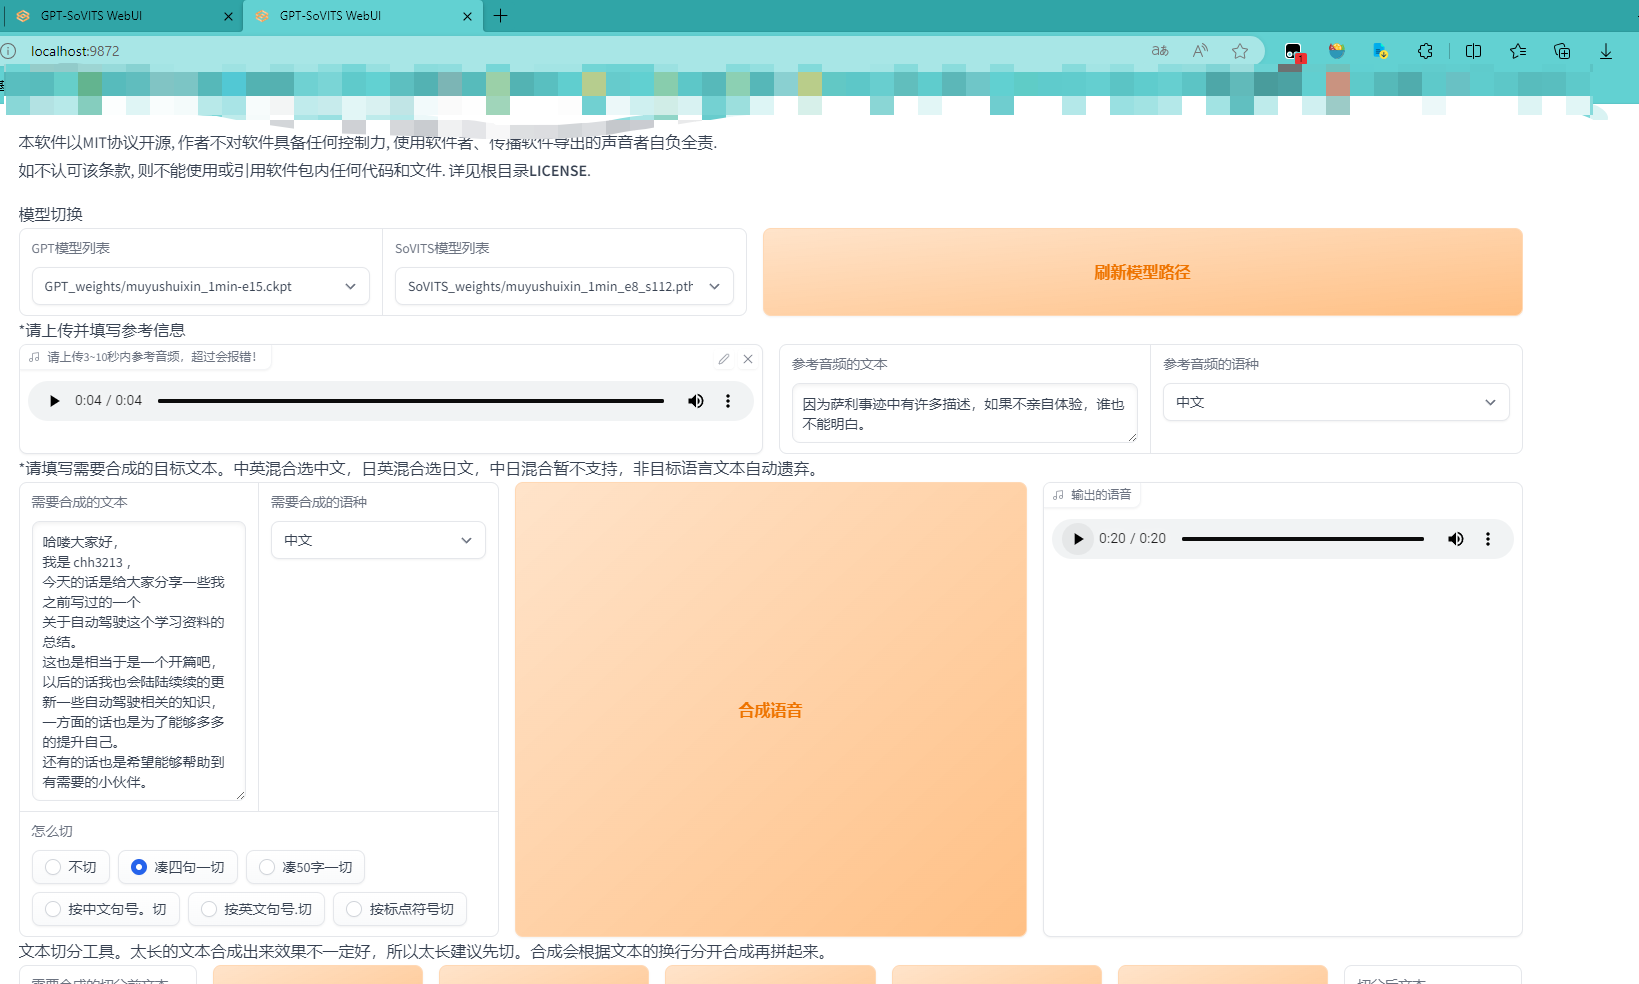 GPT-SoVITS WebUI
GPT-SoVITS WebUI
localhost:9872
本软件以MIT协议开源, 作者不对软件具备任何控制力, 使用软件者、传播软件导出的声音者自负全责.
如不认可该条款, 则不能使用或引用软件包内任何代码和文件. 详见根目录LICENSE.
模型切换
GPT模型列表
SoVITS模型列表
GPT_weights/muyushuixin_1min-e15.ckpt
SoVITS_weights/muyushuixin_1min_e8_s112.pth
刷新模型路径
*请上传并填写参考信息
请上传3~10秒内参考音频，超过会报错！
0:04 / 0:04
参考音频的文本
因为萨利事迹中有许多描述，如果不亲自体验，谁也
不能明白。
参考音频的语种
中文
*请填写需要合成的目标文本。中英混合选中文，日英混合选日文，中日混合暂不支持，非目标语言文本自动遗弃。
需要合成的文本
哈喽大家好，
我是 chh3213，
今天的话是给大家分享一些我
之前写过的一个
关于自动驾驶这个学习资料的
总结。
这也是相当于是一个开篇吧，
以后的话我也会陆陆续续的更
新一些自动驾驶相关的知识，
一方面的话也是为了能够多多
的提升自己。
还有的话也是希望能够帮助到
有需要的小伙伴。
需要合成的语种
中文
合成语音
输出的语音
0:20 / 0:20
怎么切
不切
凑四句一切
凑50字一切
按中文句号。切
按英文句号.切
按标点符号切
文本切分工具。太长的文本合成出来效果不一定好，所以太长建议先切。合成会根据文本的换行分开合成再拼起来。
需要合成的切分前文本
切分后文本